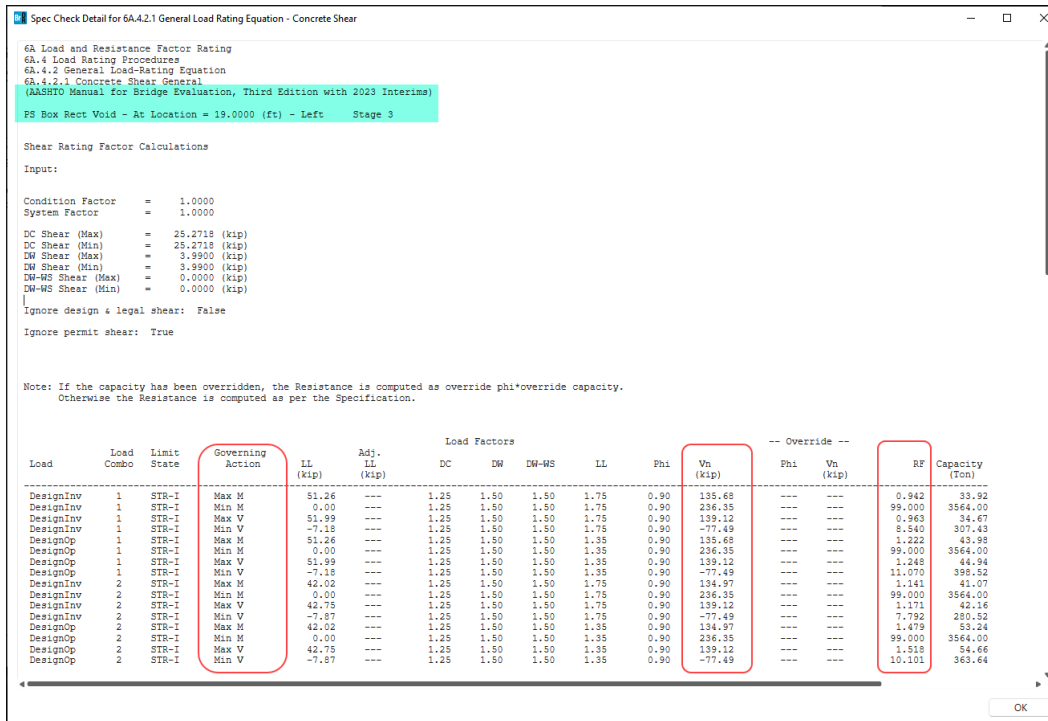 Br Spec Check Detail for 6A.4.2.1 General Load Rating Equation - Concrete Shear
6A Load and Resistance Factor Rating
6A.4 Load Rating Procedures
6A.4.2 General Load-Rating Equation
6A.4.2.1 Concrete Shear General
(AASHTO Manual for Bridge Evaluation, Third Edition with 2023 Interims)
PS Box Rect Void - At Location = 19.0000 (ft) - Left Stage 3
Shear Rating Factor Calculations
Input:
Condition Factor = 1.0000
System Factor = 1.0000
DC Shear (Max) = 25.2718 (kip)
DC Shear (Min) = 25.2718 (kip)
DW Shear (Max) = 3.9900 (kip)
DW Shear (Min) = 3.9900 (kip)
DW-WS Shear (Max) = 0.0000 (kip)
DW-WS Shear (Min) = 0.0000 (kip)
Ignore design & legal shear: False
Ignore permit shear: True
Note: If the capacity has been overridden, the Resistance is computed as override phi*override capacity.
Otherwise the Resistance is computed as per the Specification.
Load Factors -- Override --
Load Limit Governing Adj.
Load Combo State Action LL LL DC DW DW-WS LL Phi Vn Phi Vn RF Capacity
(kip) (kip) (kip) (kip) (Ton)
DesignInv 1 STR-I Max M 51.26 --- 1.25 1.50 1.50 1.75 0.90 135.68 --- --- 0.942 33.92
DesignInv 1 STR-I Min M 0.00 --- 1.25 1.50 1.50 1.75 0.90 236.35 --- --- 99.000 3564.00
DesignInv 1 STR-I Max V 51.99 --- 1.25 1.50 1.50 1.75 0.90 139.12 --- --- 0.963 34.67
DesignInv 1 STR-I Min V -7.18 --- 1.25 1.50 1.50 1.75 0.90 -77.49 --- --- 8.540 307.43
DesignOp 1 STR-I Max M 51.26 --- 1.25 1.50 1.50 1.35 0.90 135.68 --- --- 1.222 43.98
DesignOp 1 STR-I Min M 0.00 --- 1.25 1.50 1.50 1.35 0.90 236.35 --- --- 99.000 3564.00
DesignOp 1 STR-I Max V 51.99 --- 1.25 1.50 1.50 1.35 0.90 139.12 --- --- 1.248 44.94
DesignOp 1 STR-I Min V -7.18 --- 1.25 1.50 1.50 1.35 0.90 -77.49 --- --- 11.070 398.52
DesignInv 2 STR-I Max M 42.02 --- 1.25 1.50 1.50 1.75 0.90 134.97 --- --- 1.141 41.07
DesignInv 2 STR-I Min M 0.00 --- 1.25 1.50 1.50 1.75 0.90 236.35 --- --- 99.000 3564.00
DesignInv 2 STR-I Max V 42.75 --- 1.25 1.50 1.50 1.75 0.90 139.12 --- --- 1.171 42.16
DesignInv 2 STR-I Min V -7.87 --- 1.25 1.50 1.50 1.75 0.90 -77.49 --- --- 7.792 280.52
DesignOp 2 STR-I Max M 42.02 --- 1.25 1.50 1.50 1.35 0.90 134.97 --- --- 1.479 53.24
DesignOp 2 STR-I Min M 0.00 --- 1.25 1.50 1.50 1.35 0.90 236.35 --- --- 99.000 3564.00
DesignOp 2 STR-I Max V 42.75 --- 1.25 1.50 1.50 1.35 0.90 139.12 --- --- 1.518 54.66
DesignOp 2 STR-I Min V -7.87 --- 1.25 1.50 1.50 1.35 0.90 -77.49 --- --- 10.101 363.64
OK